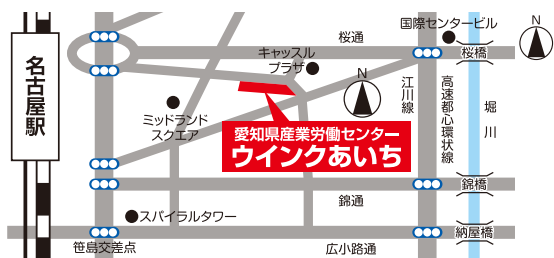 国際センタービル
N
桜通
桜橋
キャッスル
プラザ
名古屋駅
N
江川線
高速都心環状線
堀川
ミッドランド
スクエア
愛知県産業労働センター
ウインクあいち
錦橋
錦通
スパイラルタワー
納屋橋
笹島交差点
広小路通